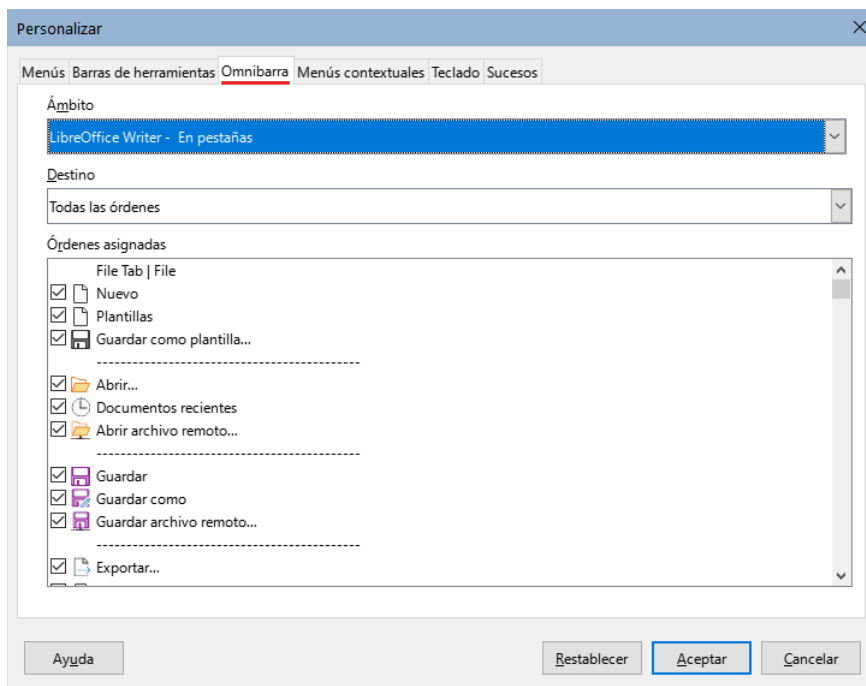 Personalizar
Menús Barras de herramientas Omnibarra Menús contextuales Teclado Sucesos
Ámbito
LibreOffice Writer - En pestañas
Destino
Todas las órdenes
Órdenes asignadas
File Tab | File
Nuevo
Plantillas
Guardar como plantilla...
--------------------------------------------
Abrir...
Documentos recientes
Abrir archivo remoto...
--------------------------------------------
Guardar
Guardar como
Guardar archivo remoto...
--------------------------------------------
Exportar...
Ayuda Restablecer Aceptar Cancelar